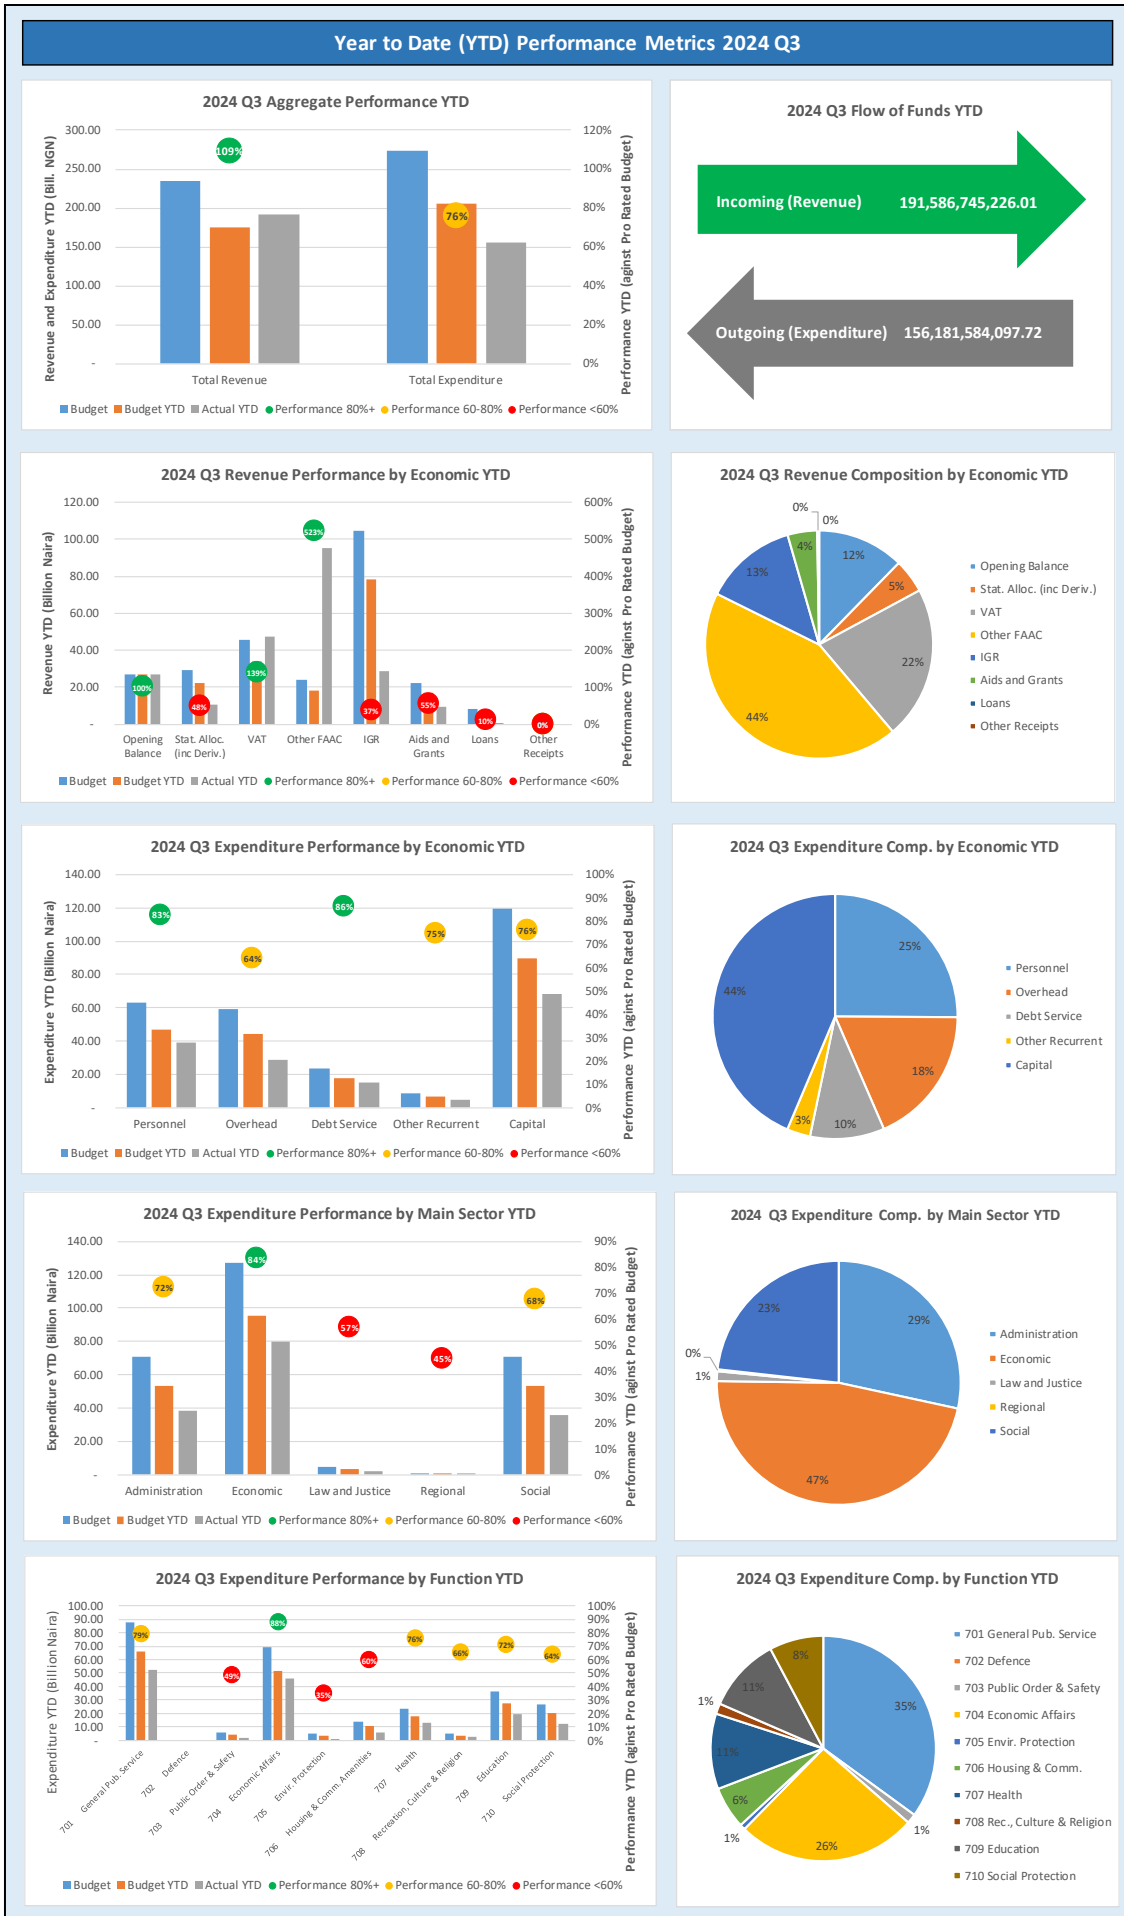 Year to Date (YTD) Performance Metrics 2024 Q3
2024 Q3 Aggregate Performance YTD
Revenue and Expenditure YTD (Bill. NGN)
300.00
250.00
200.00
150.00
100.00
50.00
-
109%
76%
120%
100%
80%
60%
40%
20%
0%
Performance YTD (aginst Pro Rated Budget)
Total Revenue
Total Expenditure
Budget
Budget YTD
Actual YTD
Performance 80%+
Performance 60-80%
Performance <60%
2024 Q3 Flow of Funds YTD
Incoming (Revenue) 191,586,745,226.01
Outgoing (Expenditure) 156,181,584,097.72
2024 Q3 Revenue Performance by Economic YTD
Revenue YTD (Billion Naira)
120.00
100.00
80.00
60.00
40.00
20.00
-
100%
48%
139%
523%
37%
55%
10%
0%
600%
500%
400%
300%
200%
100%
0%
Performance YTD (aginst Pro Rated Budget)
Opening Balance
Stat. Alloc. (inc Deriv.)
VAT
Other FAAC
IGR
Aids and Grants
Loans
Other Receipts
Budget
Budget YTD
Actual YTD
Performance 80%+
Performance 60-80%
Performance <60%
2024 Q3 Revenue Composition by Economic YTD
0%
0%
12%
5%
22%
44%
13%
4%
Opening Balance
Stat. Alloc. (inc Deriv.)
VAT
Other FAAC
IGR
Aids and Grants
Loans
Other Receipts
2024 Q3 Expenditure Performance by Economic YTD
Expenditure YTD (Billion Naira)
140.00
120.00
100.00
80.00
60.00
40.00
20.00
-
83%
64%
86%
75%
76%
100%
90%
80%
70%
60%
50%
40%
30%
20%
10%
0%
Performance YTD (aginst Pro Rated Budget)
Personnel
Overhead
Debt Service
Other Recurrent
Capital
Budget
Budget YTD
Actual YTD
Performance 80%+
Performance 60-80%
Performance <60%
2024 Q3 Expenditure Comp. by Economic YTD
25%
18%
10%
3%
44%
Personnel
Overhead
Debt Service
Other Recurrent
Capital
2024 Q3 Expenditure Performance by Main Sector YTD
Expenditure YTD (Billion Naira)
140.00
120.00
100.00
80.00
60.00
40.00
20.00
-
72%
84%
57%
45%
68%
90%
80%
70%
60%
50%
40%
30%
20%
10%
0%
Performance YTD (aginst Pro Rated Budget)
Administration
Economic
Law and Justice
Regional
Social
Budget
Budget YTD
Actual YTD
Performance 80%+
Performance 60-80%
Performance <60%
2024 Q3 Expenditure Comp. by Main Sector YTD
29%
47%
1%
0%
23%
Administration
Economic
Law and Justice
Regional
Social
2024 Q3 Expenditure Performance by Function YTD
Expenditure YTD (Billion Naira)
100.00
90.00
80.00
70.00
60.00
50.00
40.00
30.00
20.00
10.00
-
79%
49%
88%
35%
60%
76%
66%
72%
64%
100%
90%
80%
70%
60%
50%
40%
30%
20%
10%
0%
Performance YTD (aginst Pro Rated Budget)
701 General Pub. Service
702 Defence
703 Public Order & Safety
704 Economic Affairs
705 Envir. Protection
706 Housing & Comm. Amenities
707 Health
708 Recreation, Culture & Religion
709 Education
710 Social Protection
Budget
Budget YTD
Actual YTD
Performance 80%+
Performance 60-80%
Performance <60%
2024 Q3 Expenditure Comp. by Function YTD
35%
1%
26%
1%
6%
11%
1%
11%
8%
701 General Pub. Service
702 Defence
703 Public Order & Safety
704 Economic Affairs
705 Envir. Protection
706 Housing & Comm.
707 Health
708 Rec., Culture & Religion
709 Education
710 Social Protection